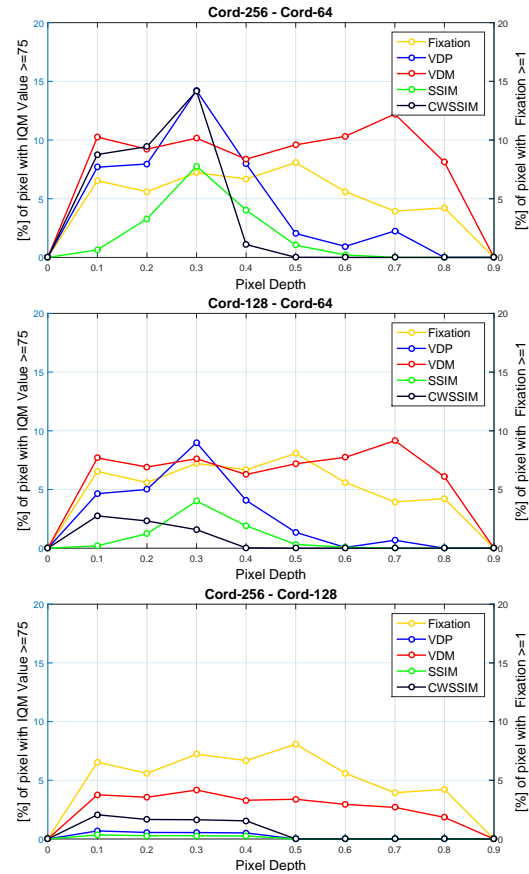 Cord-256 - Cord-64
[%] of pixel with IQM Value >=75
20
15
10
5
0
Fixation
VDP
VDM
SSIM
CWSSIM
20
15
10
5
0
[%] of pixel with Fixation >=1
0 0.1 0.2 0.3 0.4 0.5 0.6 0.7 0.8 0.9
Pixel Depth
Cord-128 - Cord-64
[%] of pixel with IQM Value >=75
20
15
10
5
0
Fixation
VDP
VDM
SSIM
CWSSIM
20
15
10
5
0
[%] of pixel with Fixation >=1
0 0.1 0.2 0.3 0.4 0.5 0.6 0.7 0.8 0.9
Pixel Depth
Cord-256 - Cord-128
[%] of pixel with IQM Value >=75
20
15
10
5
0
Fixation
VDP
VDM
SSIM
CWSSIM
20
15
10
5
0
[%] of pixel with Fixation >=1
0 0.1 0.2 0.3 0.4 0.5 0.6 0.7 0.8 0.9
Pixel Depth